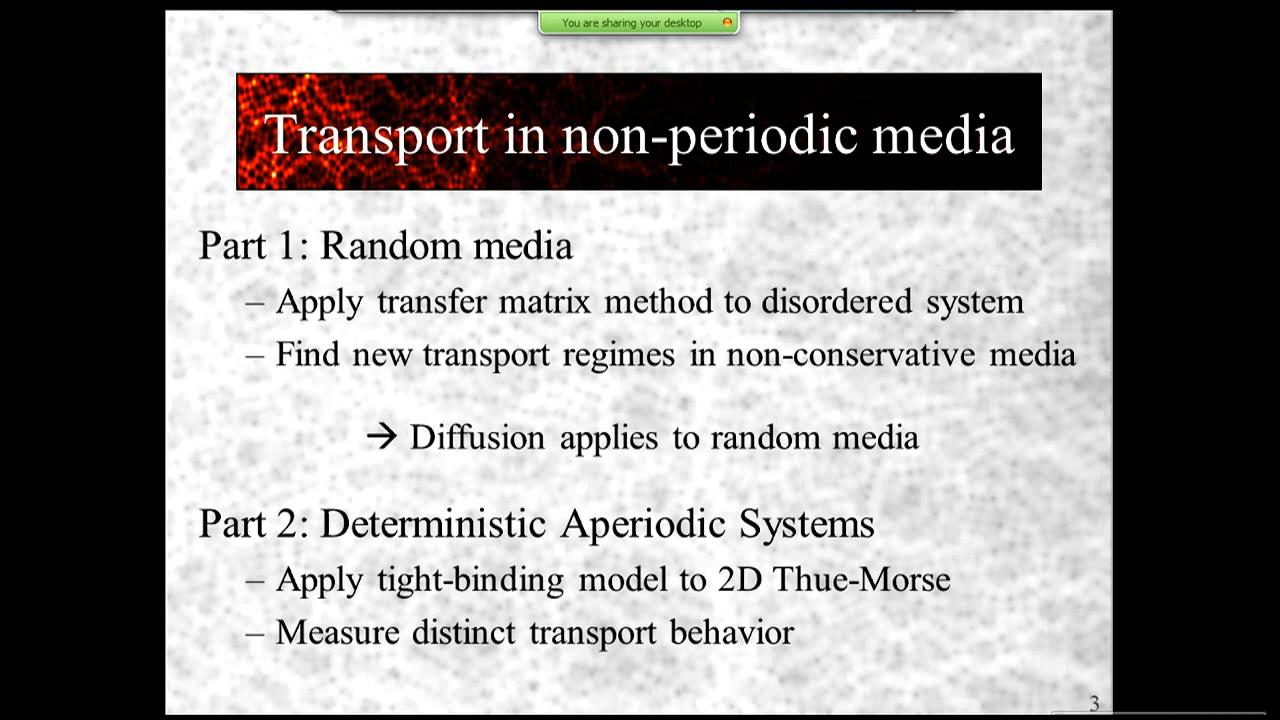 You are sharing your desktop
Transport in non-periodic media
Part 1: Random media
– Apply transfer matrix method to disordered system
– Find new transport regimes in non-conservative media
→ Diffusion applies to random media
Part 2: Deterministic Aperiodic Systems
– Apply tight-binding model to 2D Thue-Morse
– Measure distinct transport behavior
3